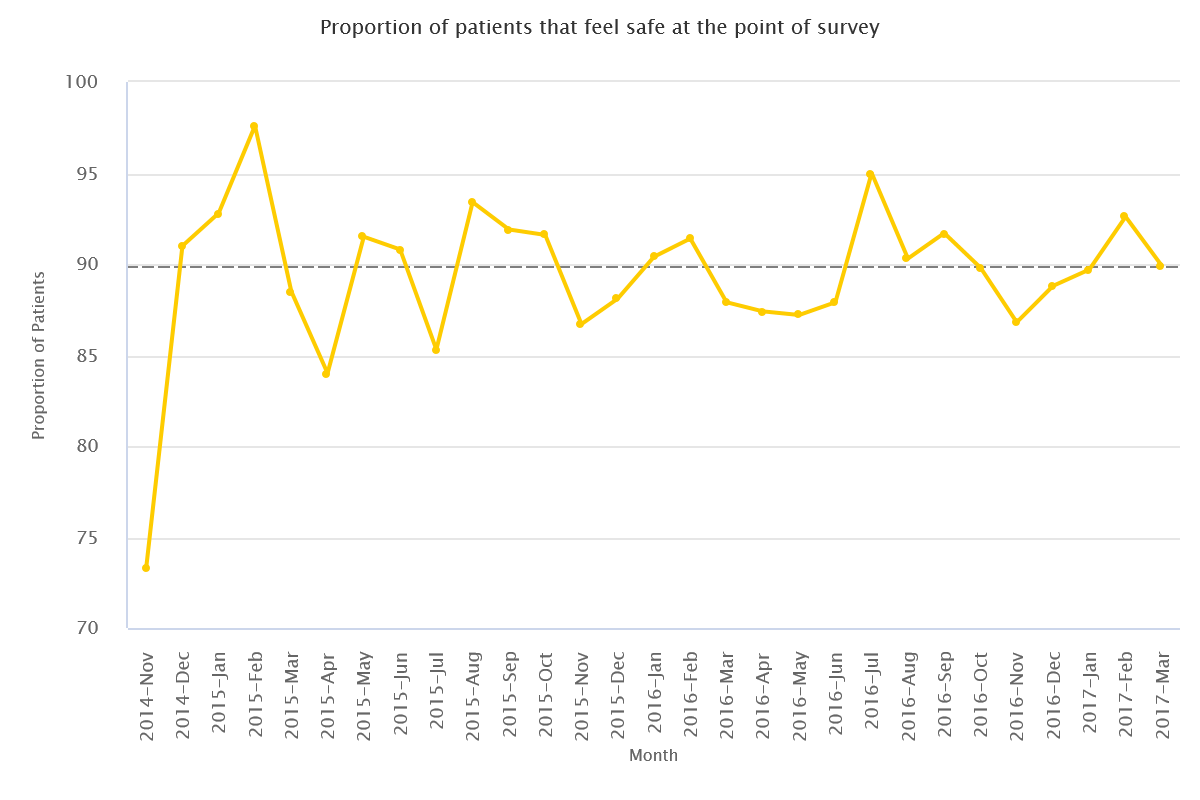 Proportion of patients that feel safe at the point of survey
100
95
90
85
80
75
70
Proportion of Patients
2014-Nov
2014-Dec
2015-Jan
2015-Feb
2015-Mar
2015-Apr
2015-May
2015-Jun
2015-Jul
2015-Aug
2015-Sep
2015-Oct
2015-Nov
2015-Dec
2016-Jan
2016-Feb
2016-Mar
2016-Apr
2016-May
2016-Jun
2016-Jul
2016-Aug
2016-Sep
2016-Oct
2016-Nov
2016-Dec
2017-Jan
2017-Feb
2017-Mar
Month